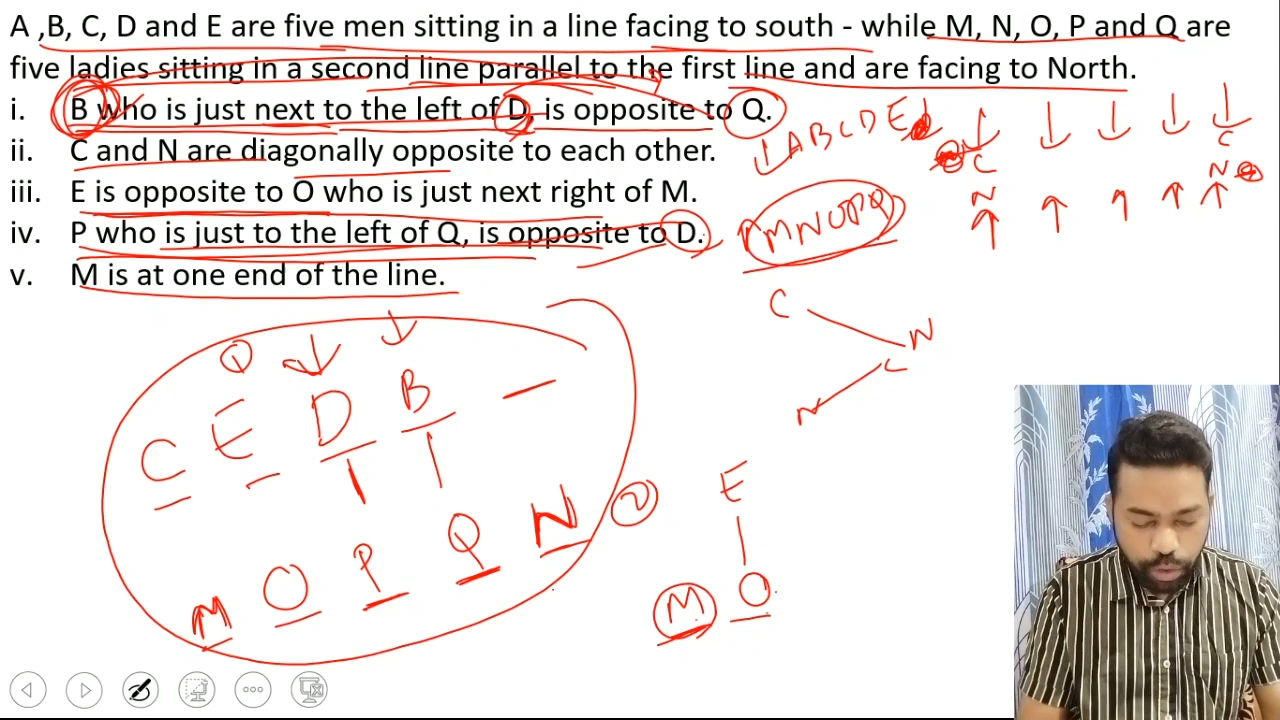 A ,B, C, D and E are five men sitting in a line facing to south - while M, N, O, P and Q are
five ladies sitting in a second line parallel to the first line and are facing to North.
i. B who is just next to the left of D, is opposite to Q.
ii. C and N are diagonally opposite to each other.
iii. E is opposite to O who is just next right of M.
iv. P who is just to the left of Q, is opposite to D.
v. M is at one end of the line.
A B C D E
C C
N N
M N O P Q
C N
N C
Q
C E D B
M O P Q N
2
E
M O